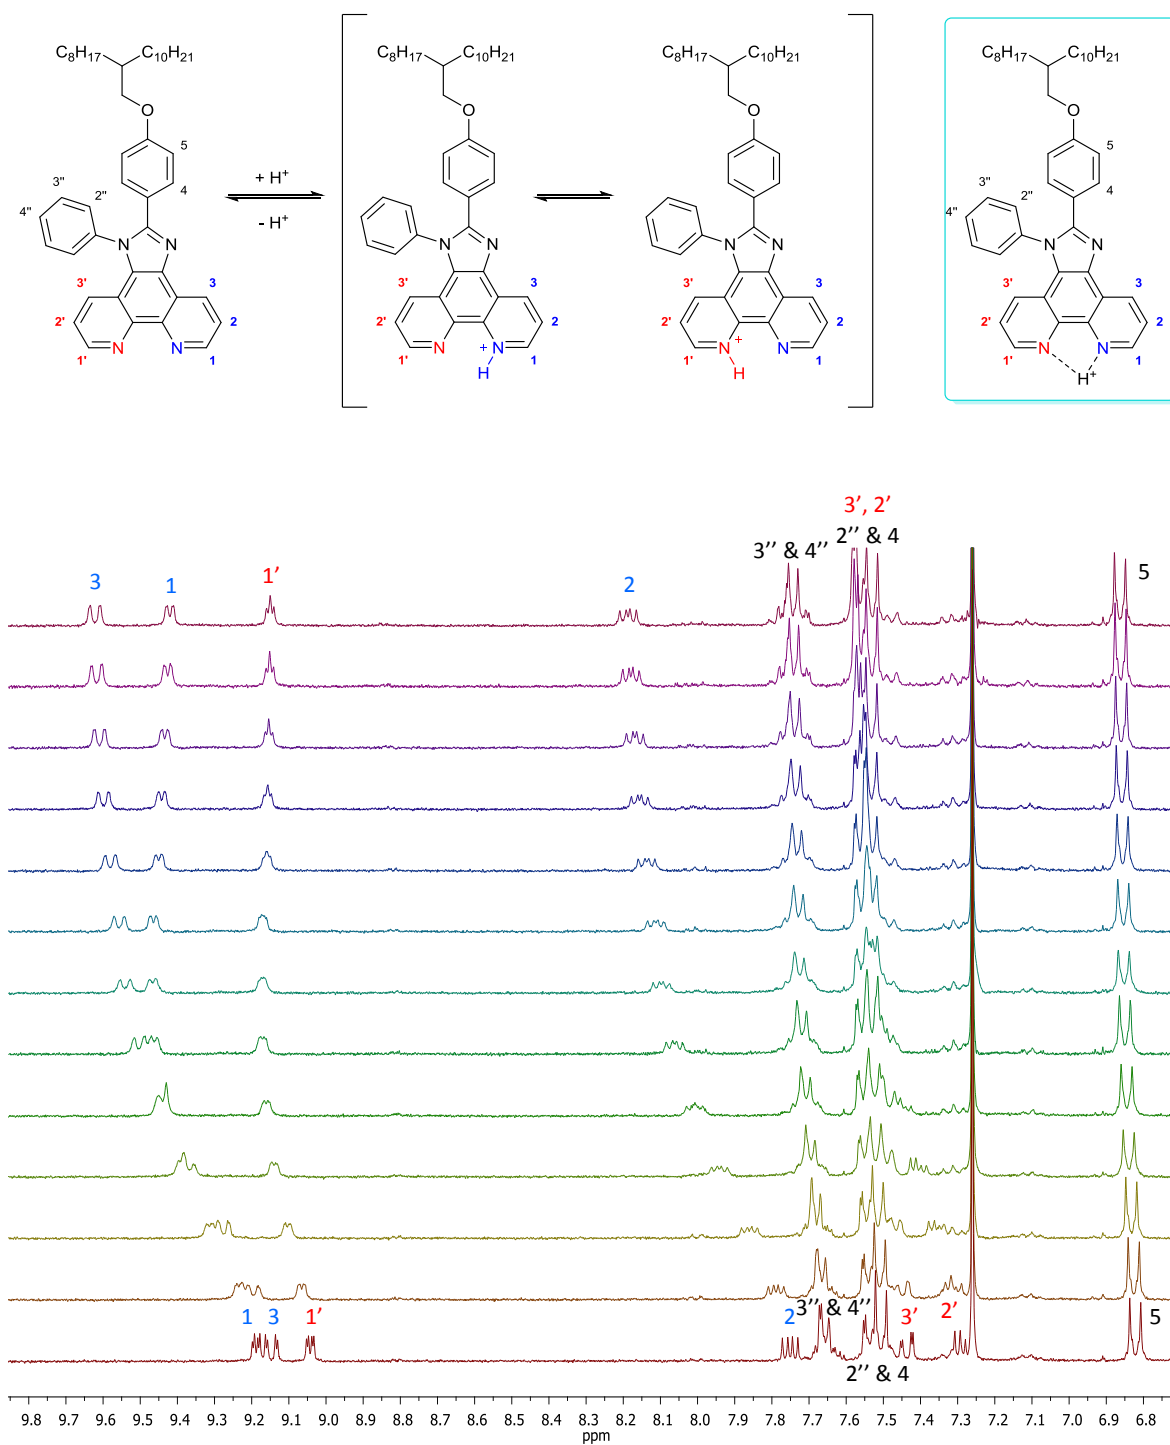 C8H17 C10H21 C8H17 C10H21 C8H17 C10H21 C8H17 C10H21
O O O O
5 5
3" 2" 4 + H+ 3" 2" 4
4" - H+ 4"
N N N N N N N N
3' 3 3' 3 3' 3 3' 3
2' 2 2' 2 2' 2 2' 2
1' N N 1 1' N N+ 1 1' N+ N 1 1' N N 1
H H H+
3’, 2’
3’’ & 4’’ 2’’ & 4
3 1 1’ 2 5
1 3 1’ 2 3’’ & 4’’ 3’ 2’ 5
2’’ & 4
9.8 9.7 9.6 9.5 9.4 9.3 9.2 9.1 9.0 8.9 8.8 8.7 8.6 8.5 8.4 8.3 8.2 8.1 8.0 7.9 7.8 7.7 7.6 7.5 7.4 7.3 7.2 7.1 7.0 6.9 6.8
ppm